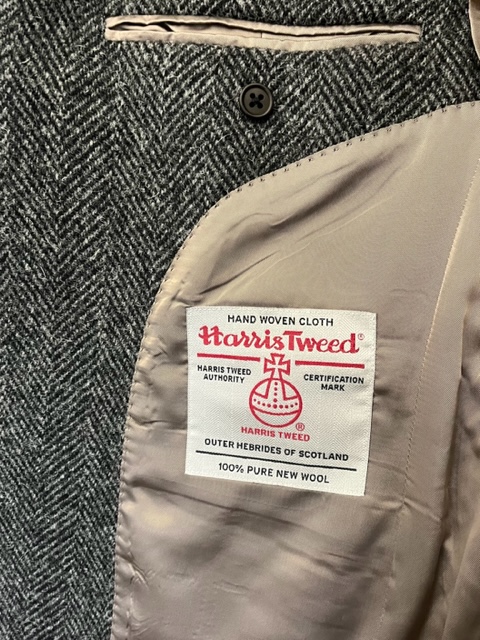 HAND WOVEN CLOTH
Harris Tweed®
HARRIS TWEED
AUTHORITY
CERTIFICATION
MARK
®
HARRIS TWEED
OUTER HEBRIDES OF SCOTLAND
100% PURE NEW WOOL